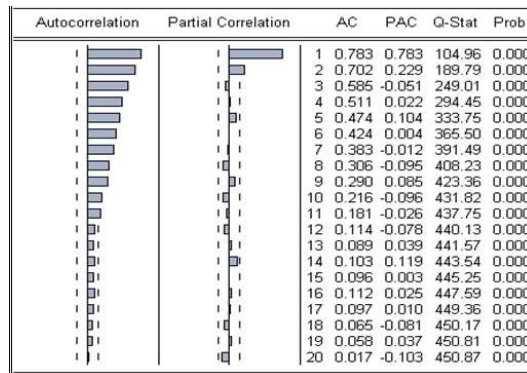 Autocorrelation Partial Correlation AC PAC Q-Stat Prob
1 0.783 0.783 104.96 0.000
2 0.702 0.229 189.79 0.000
3 0.585 -0.051 249.01 0.000
4 0.511 0.022 294.45 0.000
5 0.474 0.104 333.75 0.000
6 0.424 0.004 365.50 0.000
7 0.383 -0.012 391.49 0.000
8 0.306 -0.095 408.23 0.000
9 0.290 0.085 423.36 0.000
10 0.216 -0.096 431.82 0.000
11 0.181 -0.026 437.75 0.000
12 0.114 -0.078 440.13 0.000
13 0.089 0.039 441.57 0.000
14 0.103 0.119 443.54 0.000
15 0.096 0.003 445.25 0.000
16 0.112 0.025 447.59 0.000
17 0.097 0.010 449.36 0.000
18 0.065 -0.081 450.17 0.000
19 0.058 0.037 450.81 0.000
20 0.017 -0.103 450.87 0.000